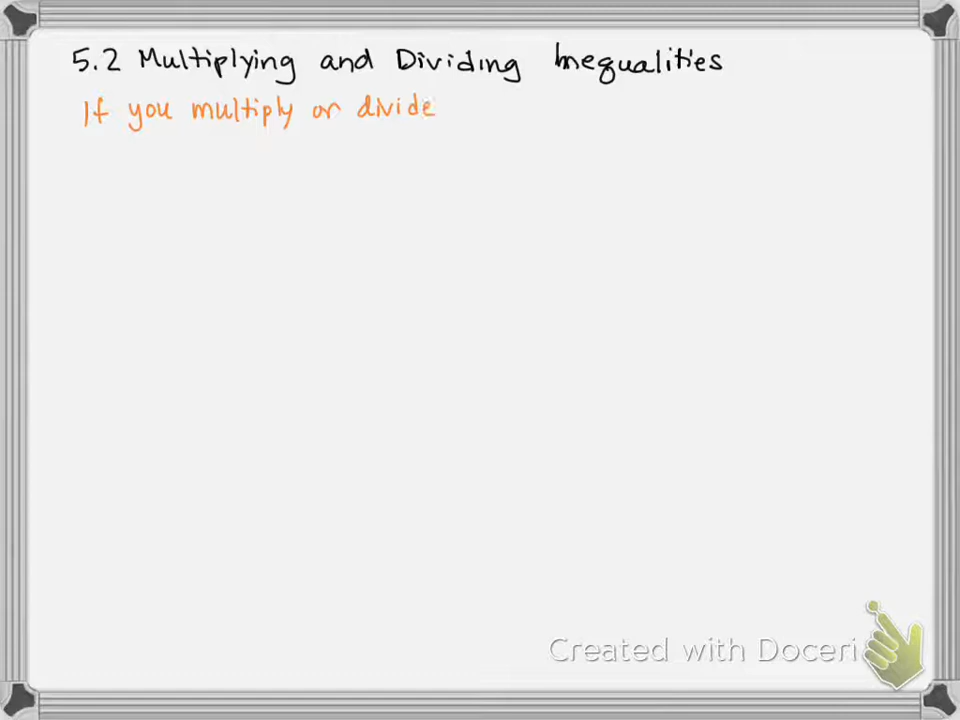 5.2 Multiplying and Dividing Inequalities
If you multiply or divide
Created with Doceri